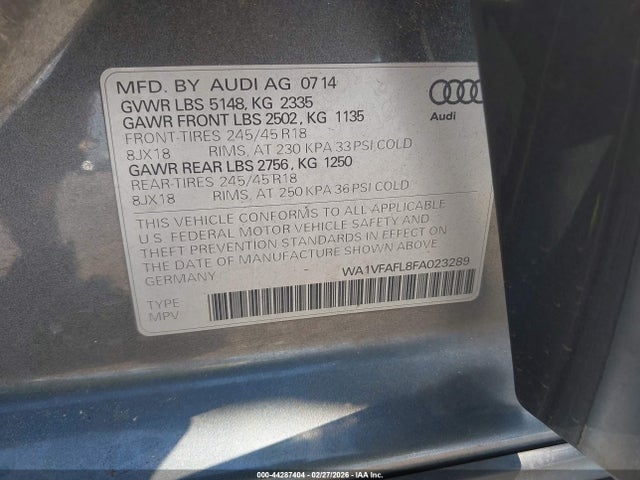 MFD. BY AUDI AG 07 14
GVWR LBS 5148, KG 2335
GAWR FRONT LBS 2502, KG 1135
FRONT-TIRES 245/45 R18
8JX18 RIMS, AT 230 KPA 33 PSI COLD
GAWR REAR LBS 2756, KG 1250
REAR-TIRES 245/45 R18
8JX18 RIMS, AT 250 KPA 36 PSI COLD
Audi
THIS VEHICLE CONFORMS TO ALL APPLICABLE
U.S. FEDERAL MOTOR VEHICLE SAFETY AND
THEFT PREVENTION STANDARDS IN EFFECT ON
THE DATE OF MANUFACTURE SHOWN ABOVE
GERMANY
WA1VFAFL8FA023289
TYPE
MPV
000-44287404 | 02/27/2026 - IAA Inc.